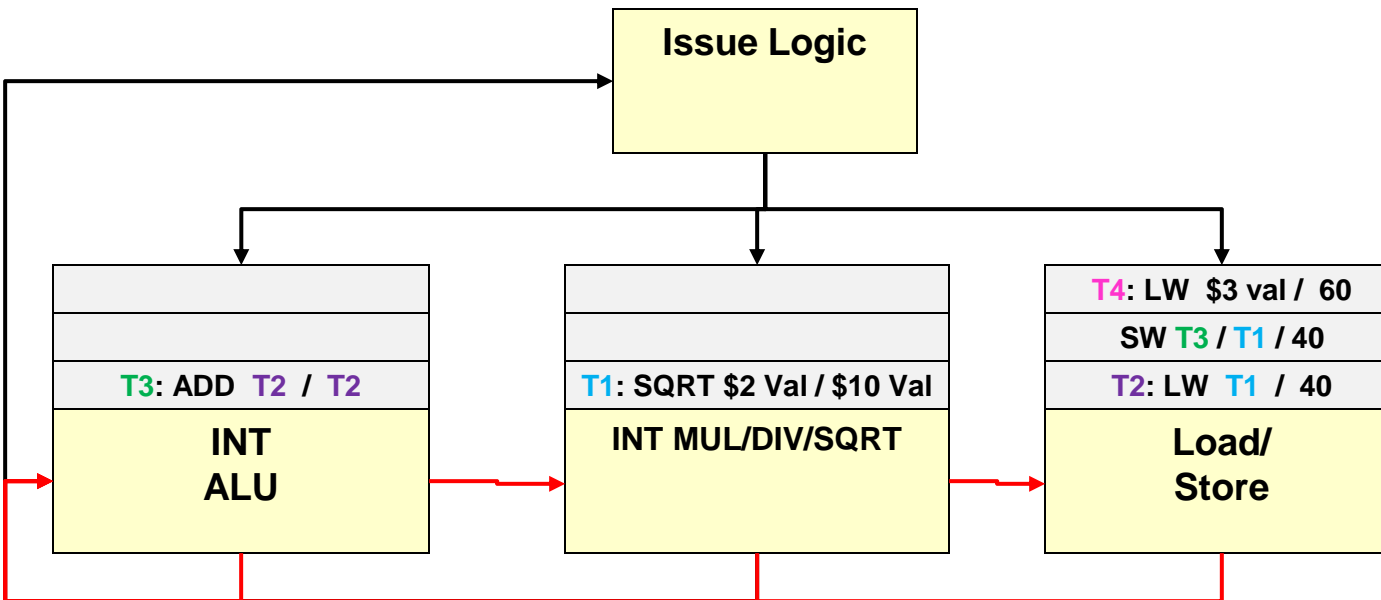 Issue Logic
T4: LW $3 val / 60
SW T3 / T1 / 40
T3: ADD T2 / T2
T1: SQRT $2 Val / $10 Val
T2: LW T1 / 40
INT
ALU
INT MUL/DIV/SQRT
Load/
Store